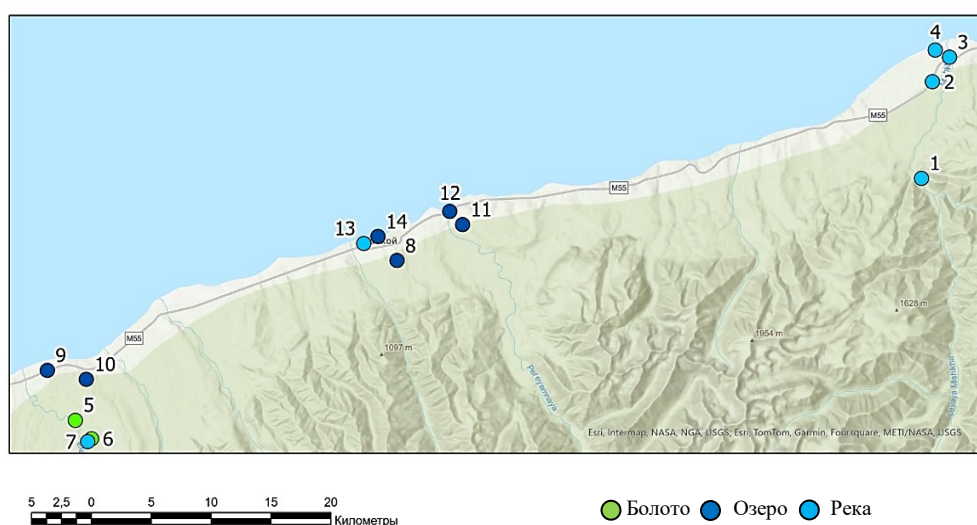 4
3
2
M55
1
M55
12
11
13
14
кой
8
1628 m
1954 m
1097 m
M55
9
10
Pereyemnaya
5
7
6
Esri, Intermap, NASA, NGA, USGS; Esri, TomTom, Garmin, Foursquare, METI/NASA, USGS
5 2,5 0 5 10 15 20
Километры
Болото Озеро Река